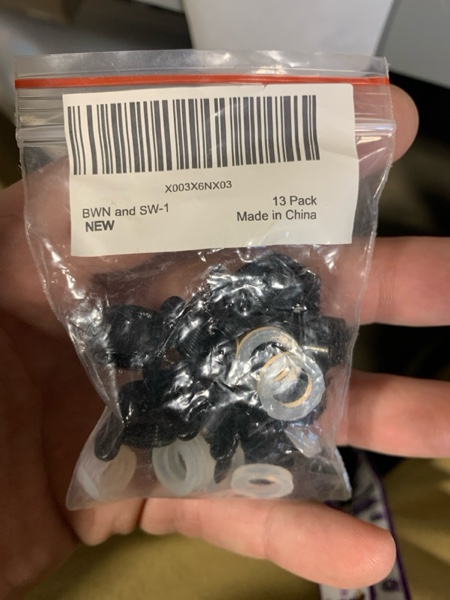 X003X6NX03
BWN and SW-1
NEW
13 Pack
Made in China